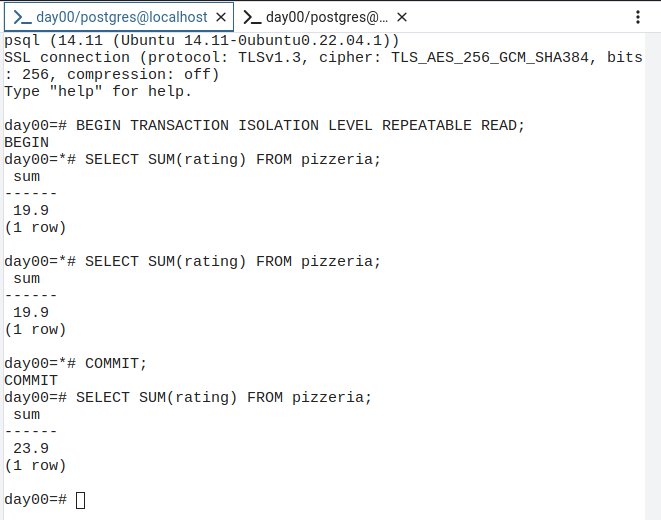 day00/postgres@localhost
day00/postgres@...
psql (14.11 (Ubuntu 14.11-0ubuntu0.22.04.1))
SSL connection (protocol: TLSv1.3, cipher: TLS_AES_256_GCM_SHA384, bits
: 256, compression: off)
Type "help" for help.
day00=# BEGIN TRANSACTION ISOLATION LEVEL REPEATABLE READ;
BEGIN
day00=*# SELECT SUM(rating) FROM pizzeria;
sum
------
19.9
(1 row)
day00=*# SELECT SUM(rating) FROM pizzeria;
sum
------
19.9
(1 row)
day00=*# COMMIT;
COMMIT
day00=# SELECT SUM(rating) FROM pizzeria;
sum
------
23.9
(1 row)
day00=#